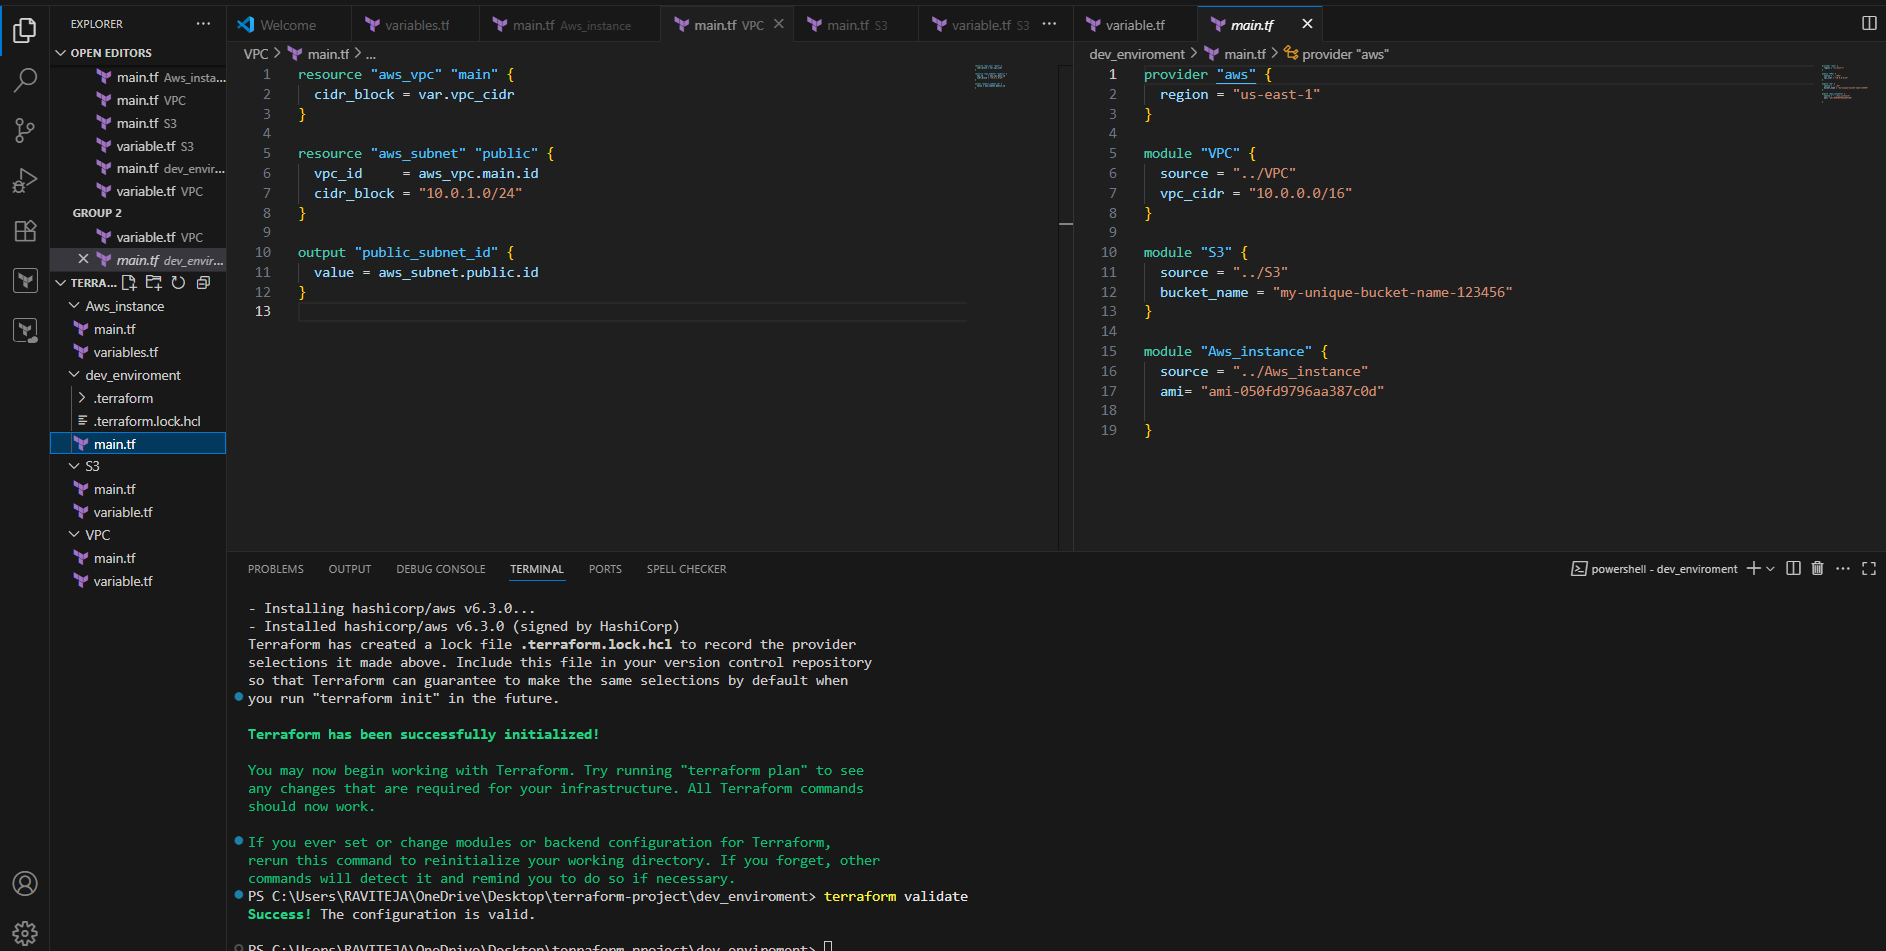 EXPLORER
OPEN EDITORS
main.tf Aws_insta...
main.tf VPC
main.tf S3
variable.tf S3
main.tf dev_envir...
variable.tf VPC
GROUP 2
variable.tf VPC
main.tf dev_envir...
TERRA...
Aws_instance
main.tf
variables.tf
dev_enviroment
.terraform
.terraform.lock.hcl
main.tf
S3
main.tf
variable.tf
VPC
main.tf
variable.tf
Welcome
variables.tf
main.tf Aws_instance
main.tf VPC
main.tf S3
variable.tf S3
VPC > main.tf > ...
1 resource "aws_vpc" "main" {
2 cidr_block = var.vpc_cidr
3 }
4
5 resource "aws_subnet" "public" {
6 vpc_id     = aws_vpc.main.id
7 cidr_block = "10.0.1.0/24"
8 }
9
10 output "public_subnet_id" {
11 value = aws_subnet.public.id
12 }
13
variable.tf
main.tf
dev_enviroment > main.tf > provider "aws"
1 provider "aws" {
2 region = "us-east-1"
3 }
4
5 module "VPC" {
6 source = "../VPC"
7 vpc_cidr = "10.0.0.0/16"
8 }
9
10 module "S3" {
11 source = "../S3"
12 bucket_name = "my-unique-bucket-name-123456"
13 }
14
15 module "Aws_instance" {
16 source = "../Aws_instance"
17 ami= "ami-050fd9796aa387c0d"
18
19 }
PROBLEMS OUTPUT DEBUG CONSOLE TERMINAL PORTS SPELL CHECKER
powershell - dev_enviroment
- Installing hashicorp/aws v6.3.0...
- Installed hashicorp/aws v6.3.0 (signed by HashiCorp)
Terraform has created a lock file .terraform.lock.hcl to record the provider
selections it made above. Include this file in your version control repository
so that Terraform can guarantee to make the same selections by default when
you run "terraform init" in the future.
Terraform has been successfully initialized!
You may now begin working with Terraform. Try running "terraform plan" to see
any changes that are required for your infrastructure. All Terraform commands
should now work.
If you ever set or change modules or backend configuration for Terraform,
rerun this command to reinitialize your working directory. If you forget, other
commands will detect it and remind you to do so if necessary.
PS C:\Users\RAVITEJA\OneDrive\Desktop\terraform-project\dev_enviroment> terraform validate
Success! The configuration is valid.
PS C:\Users\RAVITEJA\OneDrive\Desktop\terraform-project\dev_enviroment>